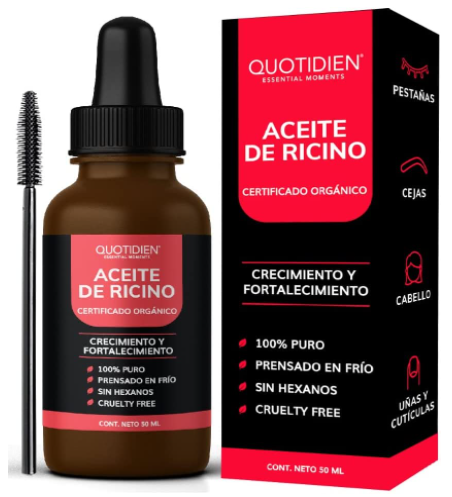 QUOTIDIEN®
ESSENTIAL MOMENTS
ACEITE
DE RICINO
CERTIFICADO ORGÁNICO
CRECIMIENTO Y
FORTALECIMIENTO
100% PURO
PRENSADO EN FRÍO
SIN HEXANOS
CRUELTY FREE
CONT. NETO 50 ML
QUOTIDIEN®
ESSENTIAL MOMENTS
ACEITE
DE RICINO
CERTIFICADO ORGÁNICO
CRECIMIENTO Y
FORTALECIMIENTO
100% PURO
PRENSADO EN FRÍO
SIN HEXANOS
CRUELTY FREE
CONT. NETO 50 ML
PESTAÑAS
CEJAS
CABELLO
UÑAS Y
CUTÍCULAS